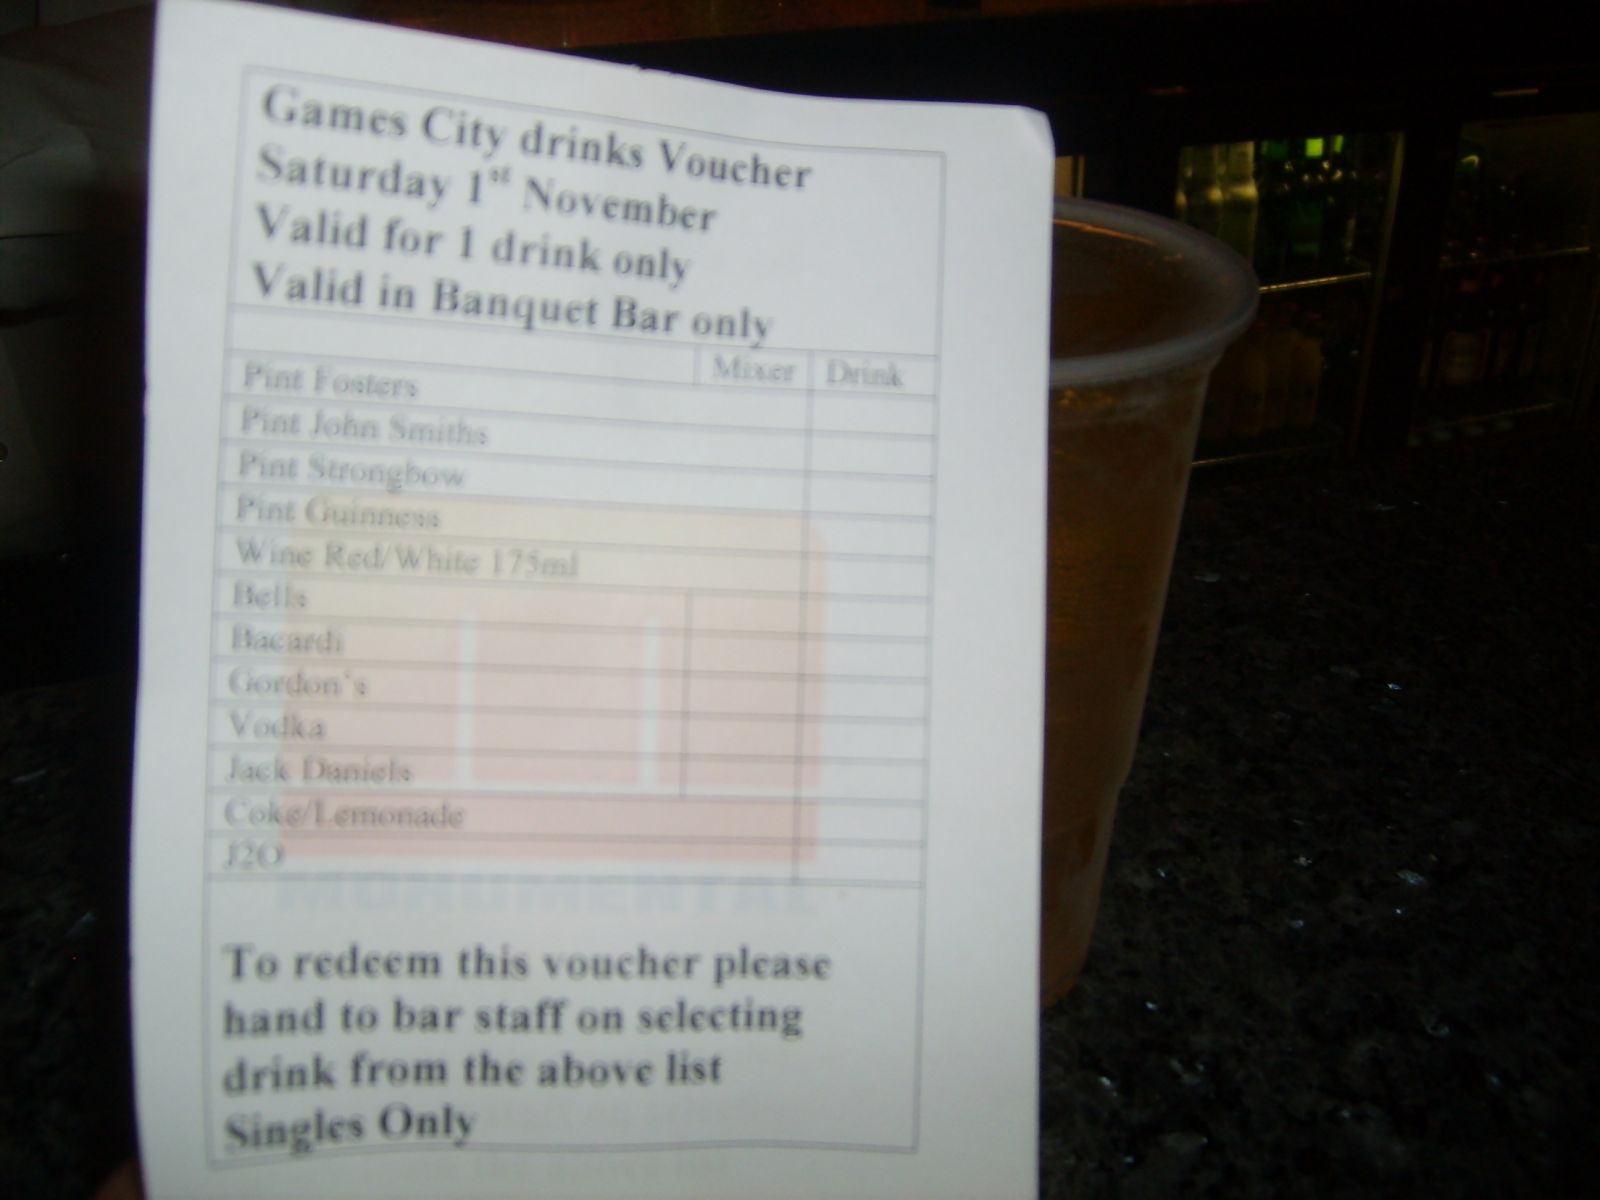 Games City drinks Voucher
Saturday 1st November
Valid for 1 drink only
Valid in Banquet Bar only
Mixer Drink
Pint Fosters
Pint John Smiths
Pint Strongbow
Pint Guinness
Wine Red/White 175ml
Bells
Bacardi
Gordon's
Vodka
Jack Daniels
Coke/Lemonade
J2O
MONUMENTAL
To redeem this voucher please
hand to bar staff on selecting
drink from the above list
Singles Only